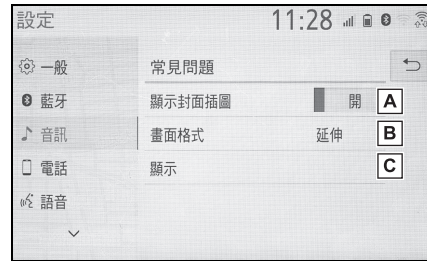 設定 11:28
一般
藍牙
音訊
電話
語音
常見問題
顯示封面插圖 開 A
畫面格式 延伸 B
顯示 C